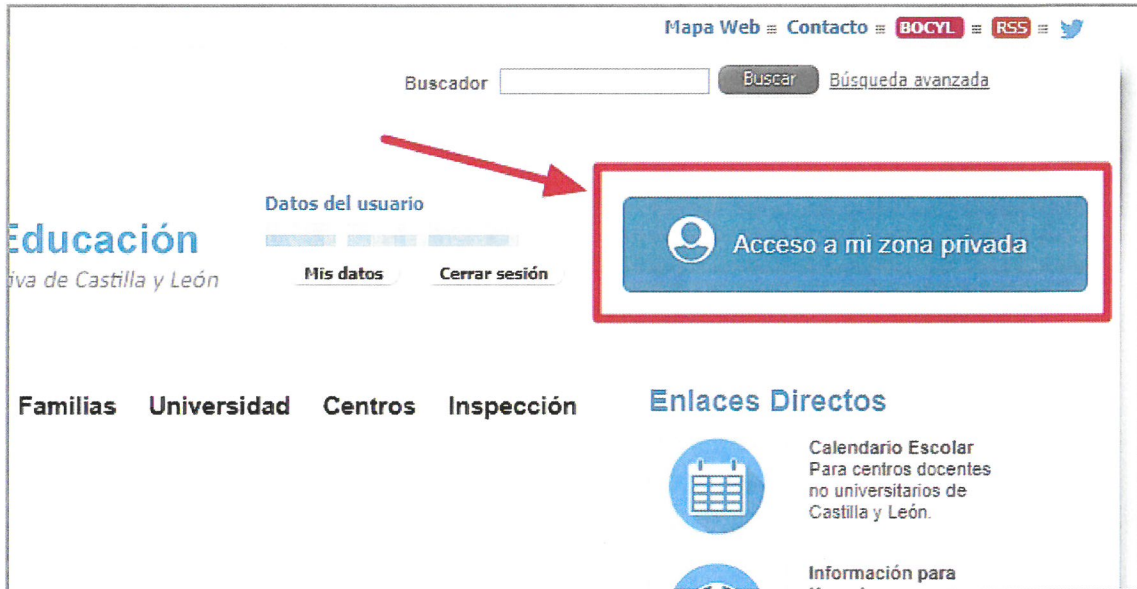 Mapa Web Contacto BOCYL RSS
Buscador Buscar Búsqueda avanzada
Datos del usuario
Educación
iva de Castilla y León
Mis datos Cerrar sesión
Acceso a mi zona privada
Familias Universidad Centros Inspección
Enlaces Directos
Calendario Escolar
Para centros docentes
no universitarios de
Castilla y León.
Información para